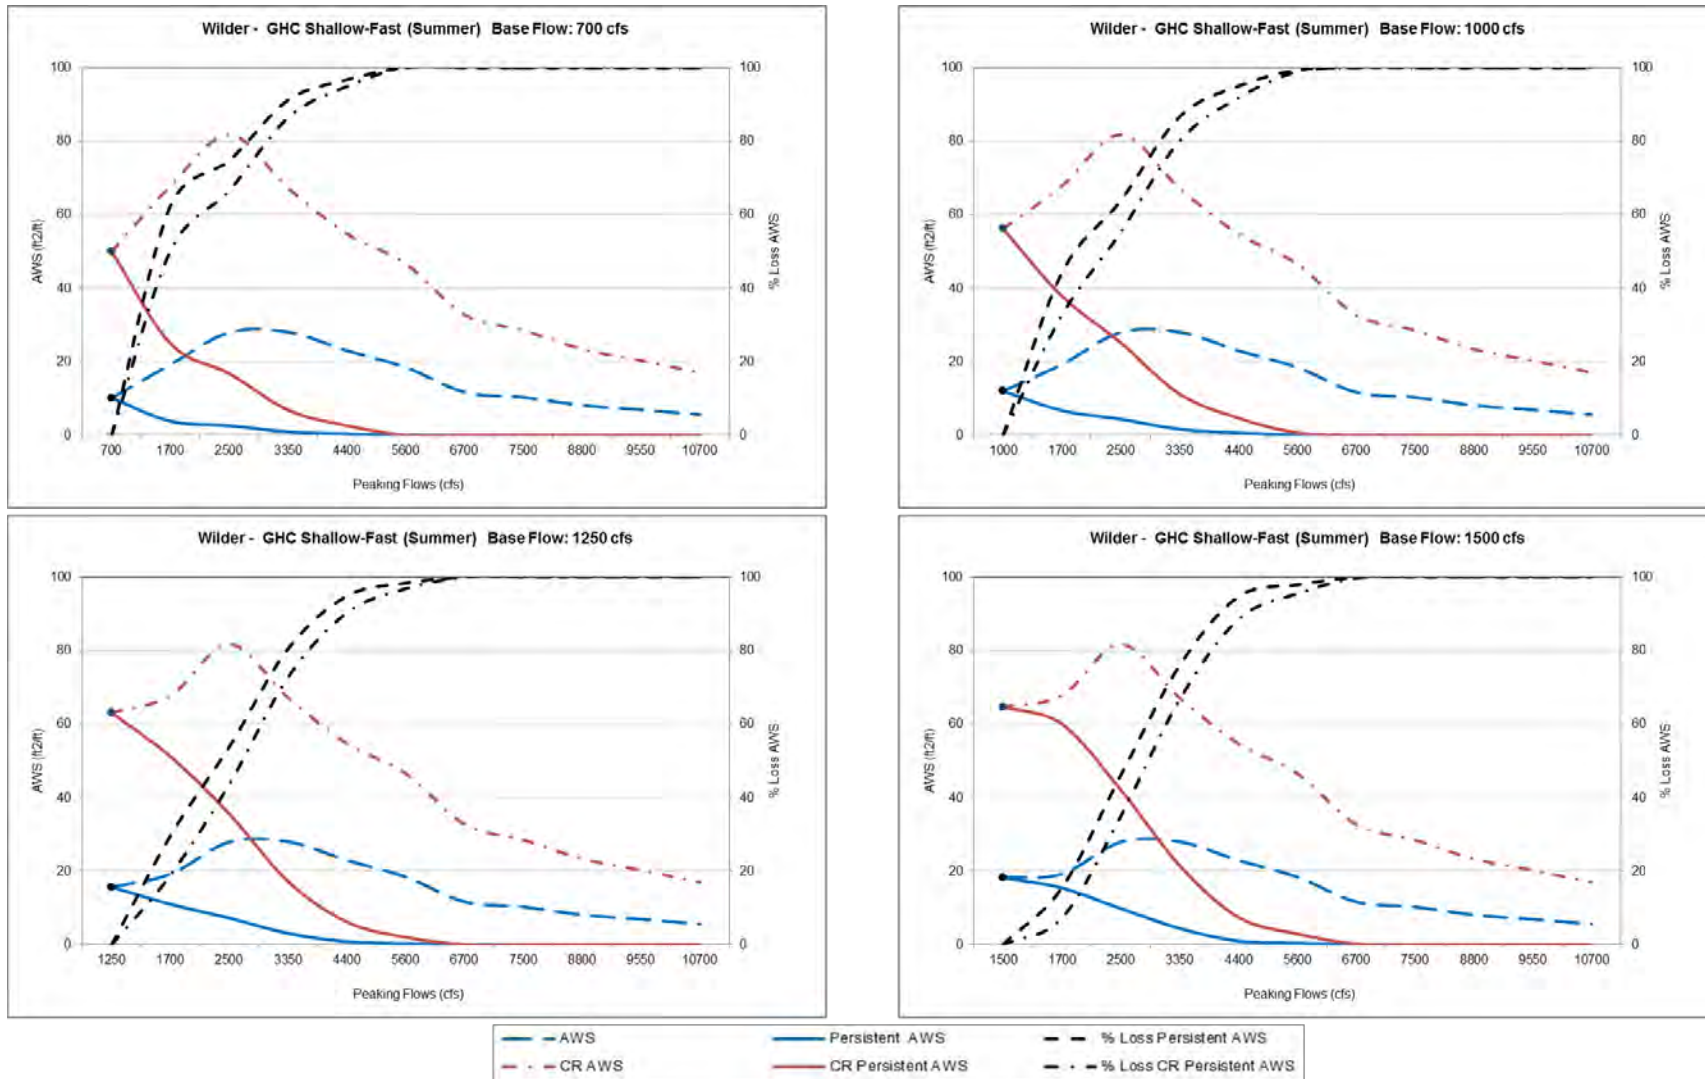 Wilder - GHC Shallow-Fast (Summer) Base Flow: 700 cfs
100
80
60
40
20
0
AWS (ft2/ft)
100
80
60
40
20
0
% Loss AWS
700 1700 2500 3350 4400 5600 6700 7500 8800 9550 10700
Peaking Flows (cfs)
Wilder - GHC Shallow-Fast (Summer) Base Flow: 1000 cfs
100
80
60
40
20
0
AWS (ft2/ft)
100
80
60
40
20
0
% Loss AWS
1000 1700 2500 3350 4400 5600 6700 7500 8800 9550 10700
Peaking Flows (cfs)
Wilder - GHC Shallow-Fast (Summer) Base Flow: 1250 cfs
100
80
60
40
20
0
AWS (ft2/ft)
100
80
60
40
20
0
% Loss AWS
1250 1700 2500 3350 4400 5600 6700 7500 8800 9550 10700
Peaking Flows (cfs)
Wilder - GHC Shallow-Fast (Summer) Base Flow: 1500 cfs
100
80
60
40
20
0
AWS (ft2/ft)
100
80
60
40
20
0
% Loss AWS
1500 1700 2500 3350 4400 5600 6700 7500 8800 9550 10700
Peaking Flows (cfs)
AWS Persistent AWS % Loss Persistent AWS
CR AWS CR Persistent AWS % Loss CR Persistent AWS